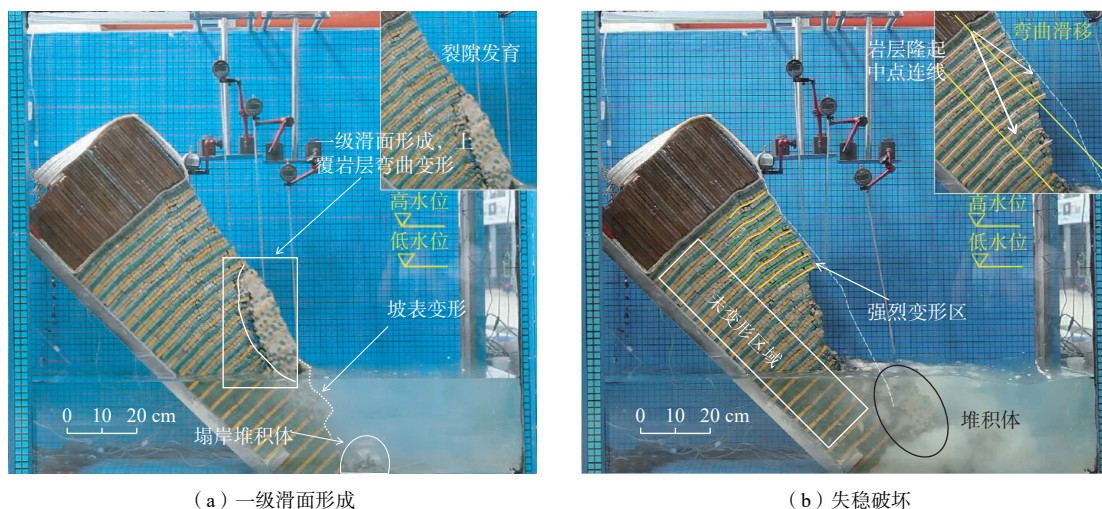 裂隙发育
一级滑面形成，上
覆岩层弯曲变形
高水位
低水位
坡表变形
0 10 20 cm
塌岸堆积体
（a）一级滑面形成
弯曲滑移
岩层隆起
中点连线
高水位
低水位
强烈变形区
未变形区域
0 10 20 cm
堆积体
（b）失稳破坏